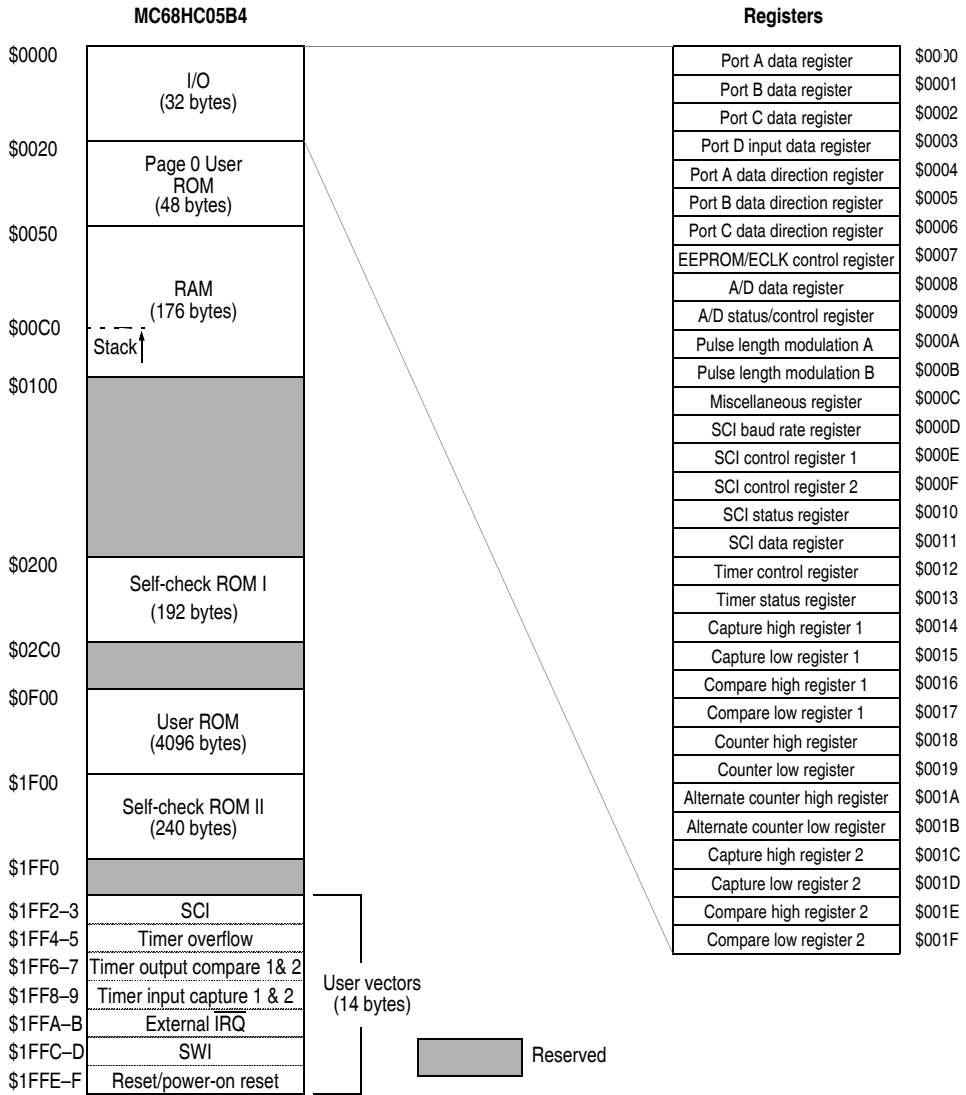 MC68HC05B4
$0000
I/O
(32 bytes)
$0020
Page 0 User
ROM
(48 bytes)
$0050
RAM
(176 bytes)
$00C0
Stack
$0100
$0200
Self-check ROM I
(192 bytes)
$02C0
$0F00
User ROM
(4096 bytes)
$1F00
Self-check ROM II
(240 bytes)
$1FF0
$1FF2–3 SCI
$1FF4–5 Timer overflow
$1FF6–7 Timer output compare 1& 2
$1FF8–9 Timer input capture 1 & 2
$1FFA–B External IRQ
$1FFC–D SWI
$1FFE–F Reset/power-on reset
User vectors
(14 bytes)
Reserved
Registers
Port A data register $0000
Port B data register $0001
Port C data register $0002
Port D input data register $0003
Port A data direction register $0004
Port B data direction register $0005
Port C data direction register $0006
EEPROM/ECLK control register $0007
A/D data register $0008
A/D status/control register $0009
Pulse length modulation A $000A
Pulse length modulation B $000B
Miscellaneous register $000C
SCI baud rate register $000D
SCI control register 1 $000E
SCI control register 2 $000F
SCI status register $0010
SCI data register $0011
Timer control register $0012
Timer status register $0013
Capture high register 1 $0014
Capture low register 1 $0015
Compare high register 1 $0016
Compare low register 1 $0017
Counter high register $0018
Counter low register $0019
Alternate counter high register $001A
Alternate counter low register $001B
Capture high register 2 $001C
Capture low register 2 $001D
Compare high register 2 $001E
Compare low register 2 $001F